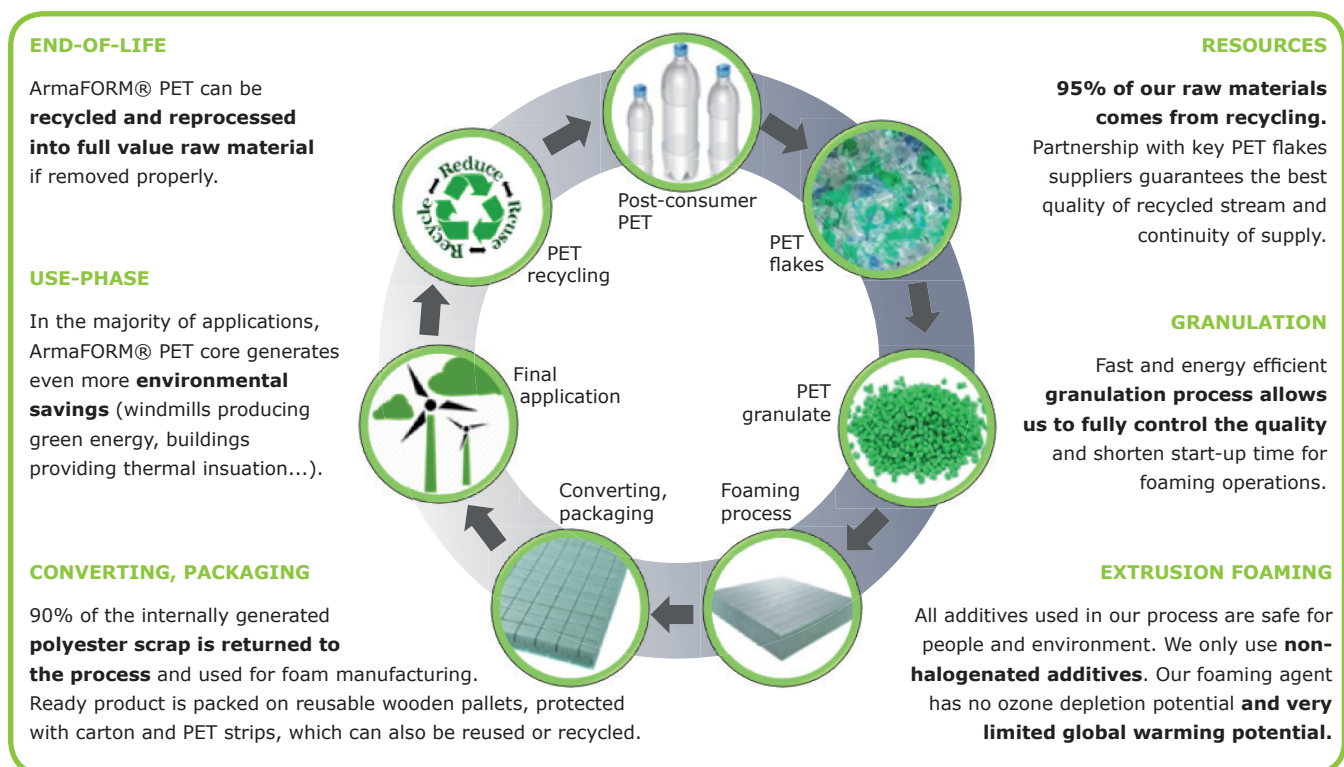 END-OF-LIFE
ArmaFORM® PET can be
recycled and reprocessed
into full value raw material
if removed properly.
USE-PHASE
In the majority of applications,
ArmaFORM® PET core generates
even more environmental
savings (windmills producing
green energy, buildings
providing thermal insuation...).
CONVERTING, PACKAGING
90% of the internally generated
polyester scrap is returned to
the process and used for foam manufacturing.
Ready product is packed on reusable wooden pallets, protected
with carton and PET strips, which can also be reused or recycled.
Reduce
Reuse
Recycle
Post-consumer
PET
PET
flakes
PET
granulate
Foaming
process
Converting,
packaging
Final
application
PET
recycling
RESOURCES
95% of our raw materials
comes from recycling.
Partnership with key PET flakes
suppliers guarantees the best
quality of recycled stream and
continuity of supply.
GRANULATION
Fast and energy efficient
granulation process allows
us to fully control the quality
and shorten start-up time for
foaming operations.
EXTRUSION FOAMING
All additives used in our process are safe for
people and environment. We only use non-
halogenated additives. Our foaming agent
has no ozone depletion potential and very
limited global warming potential.